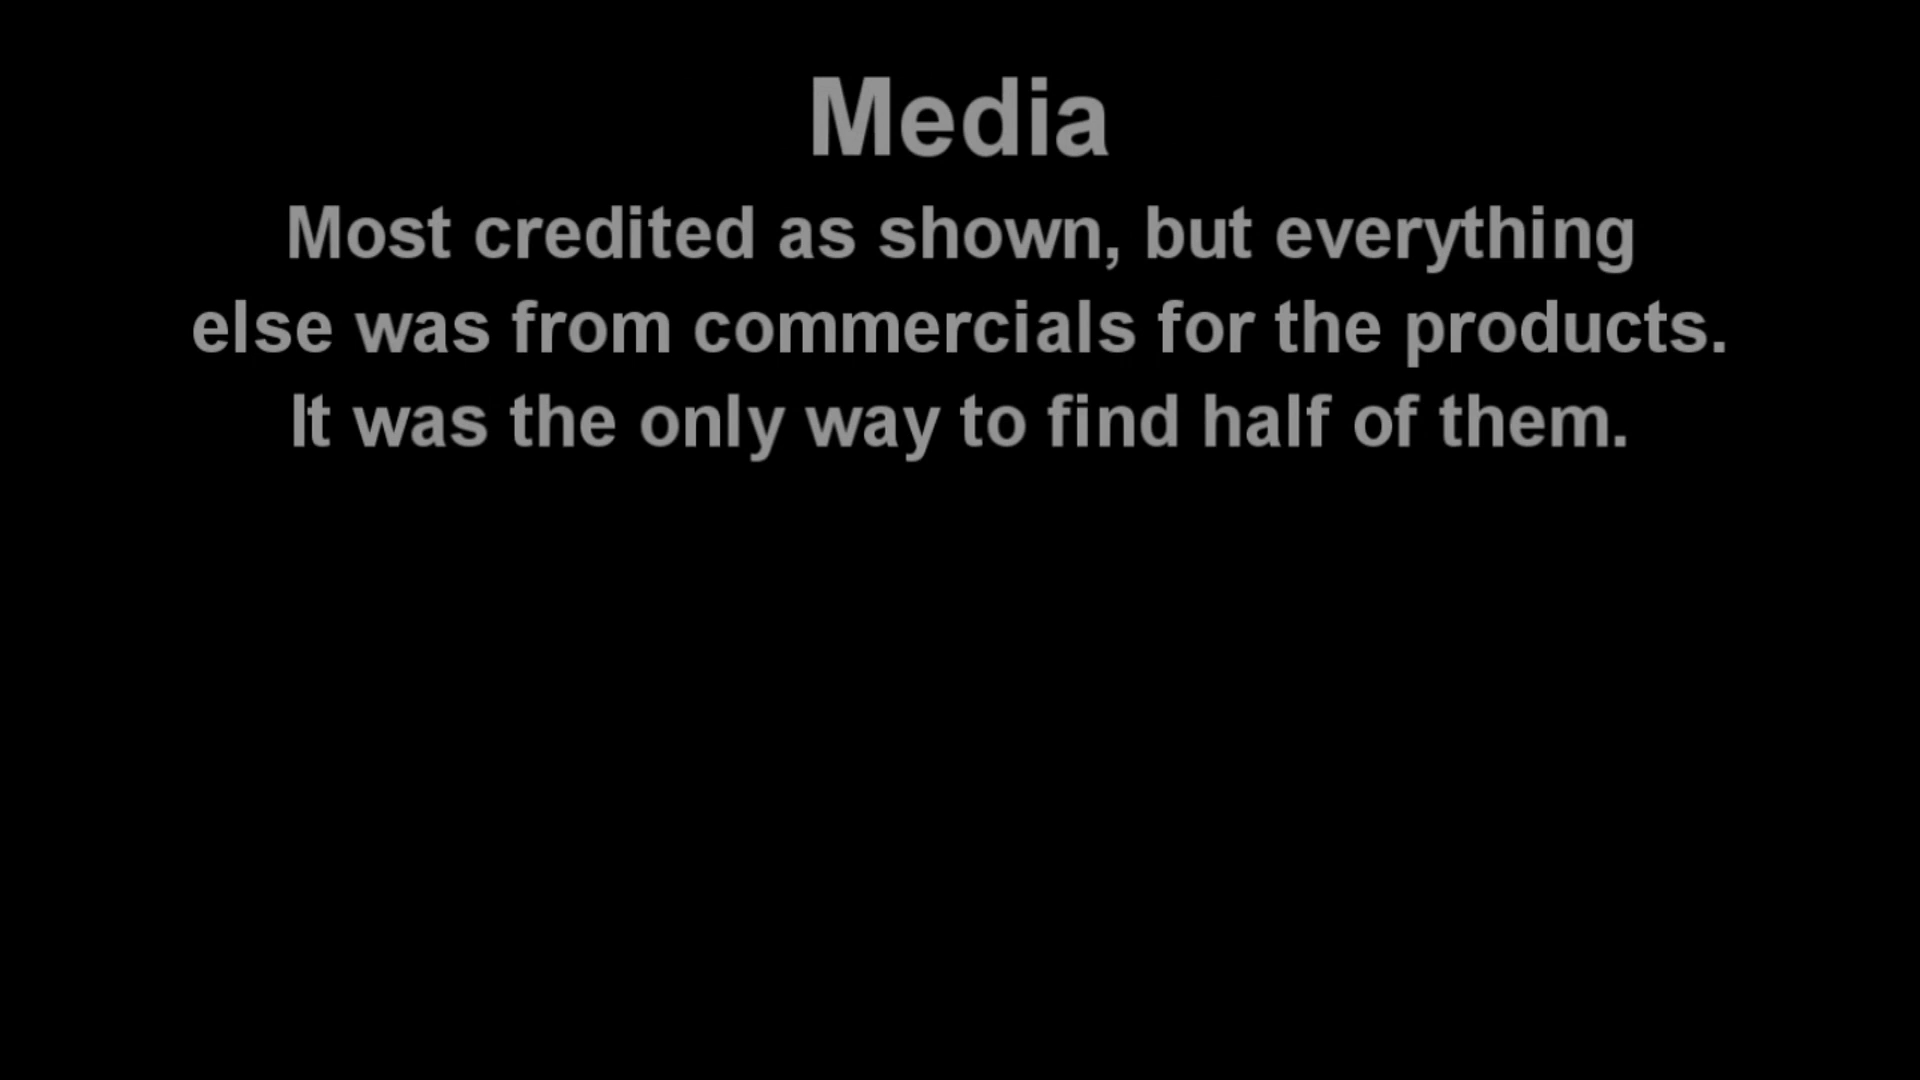 Media
Most credited as shown, but everything
else was from commercials for the products.
It was the only way to find half of them.